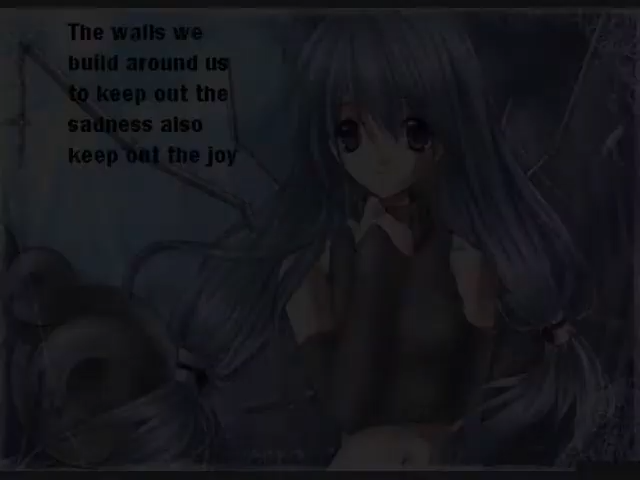 The walls we
build around us
to keep out the
sadness also
keep out the joy